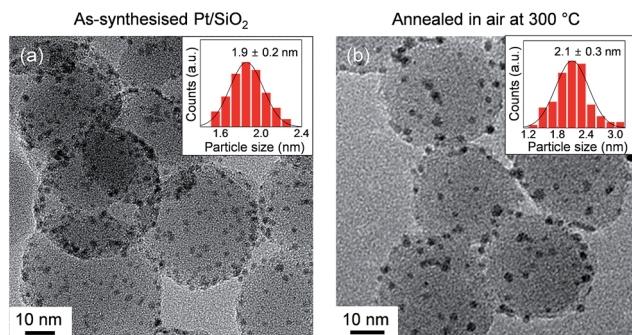 As-synthesised Pt/SiO₂
Annealed in air at 300 °C
(a)
1.9 ± 0.2 nm
Counts (a.u.)
1.6 2.0 2.4
Particle size (nm)
10 nm
(b)
2.1 ± 0.3 nm
Counts (a.u.)
1.2 1.8 2.4 3.0
Particle size (nm)
10 nm